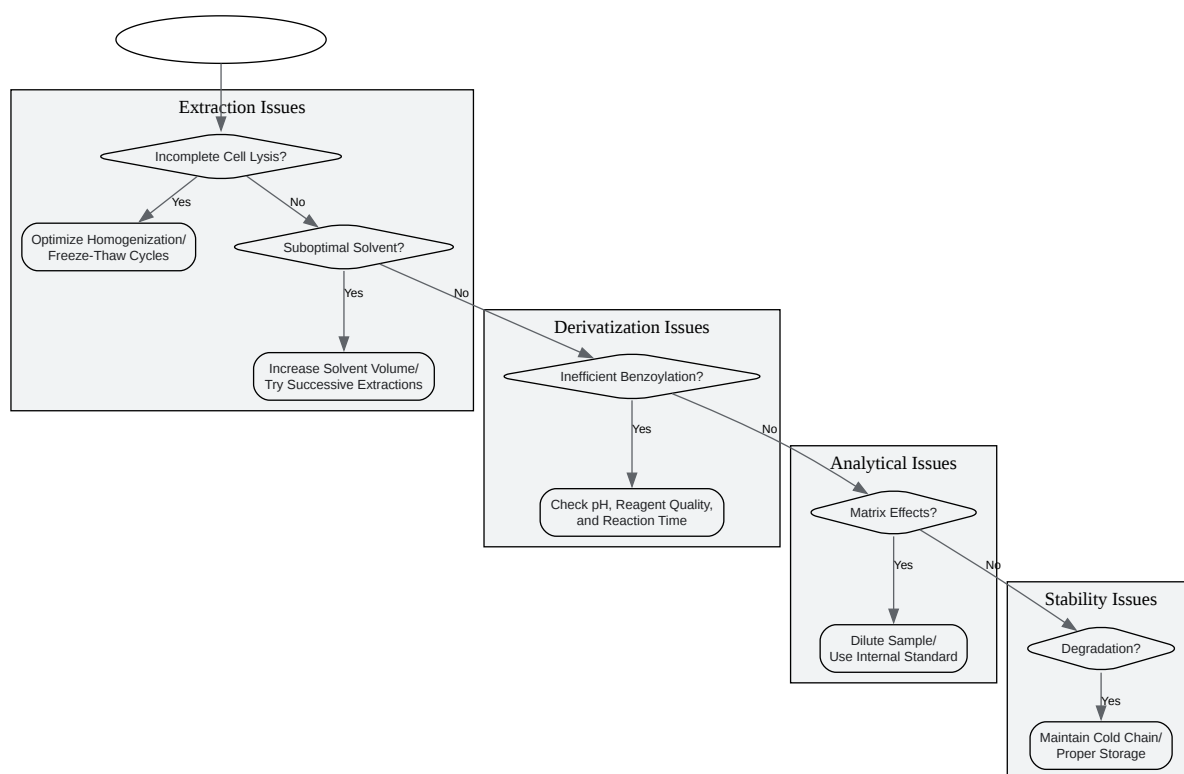 Extraction Issues
Incomplete Cell Lysis?
Yes
No
Optimize Homogenization/
Freeze-Thaw Cycles
Suboptimal Solvent?
Yes
No
Increase Solvent Volume/
Try Successive Extractions
Derivatization Issues
Inefficient Benzoylation?
Yes
No
Check pH, Reagent Quality,
and Reaction Time
Analytical Issues
Matrix Effects?
Yes
No
Dilute Sample/
Use Internal Standard
Stability Issues
Degradation?
Yes
Maintain Cold Chain/
Proper Storage